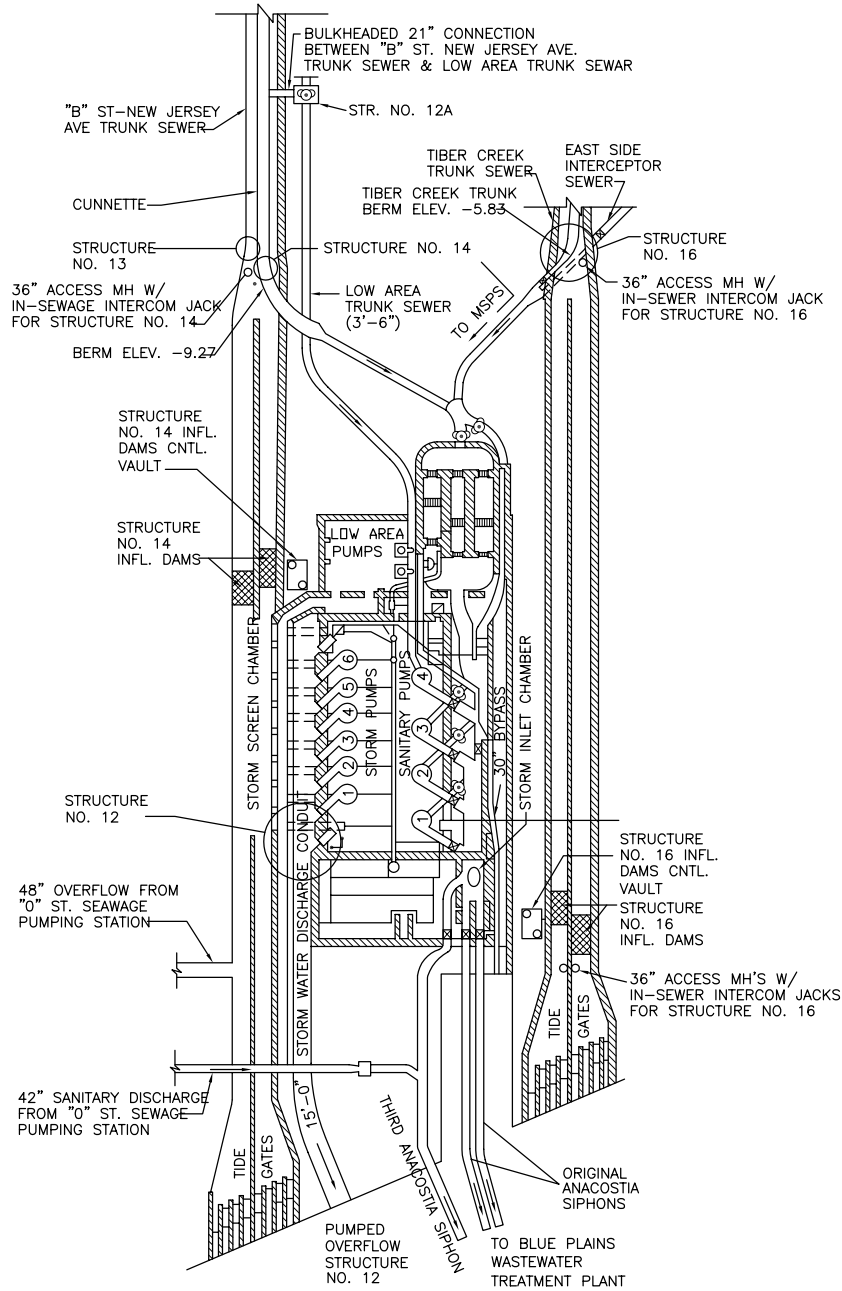 BULKHEADED 21" CONNECTION
BETWEEN "B" ST. NEW JERSEY AVE.
TRUNK SEWER & LOW AREA TRUNK SEWAR
STR. NO. 12A
"B" ST-NEW JERSEY
AVE TRUNK SEWER
CUNNETTE
STRUCTURE
NO. 13
STRUCTURE NO. 14
36" ACCESS MH W/
IN-SEWAGE INTERCOM JACK
FOR STRUCTURE NO. 14
BERM ELEV. -9.27
LOW AREA
TRUNK SEWER
(3'-6")
TIBER CREEK
TRUNK SEWER
EAST SIDE
INTERCEPTOR
SEWER
TIBER CREEK TRUNK
BERM ELEV. -5.83
STRUCTURE
NO. 16
36" ACCESS MH W/
IN-SEWER INTERCOM JACK
FOR STRUCTURE NO. 16
TO MSPS
STRUCTURE
NO. 14 INFL.
DAMS CNTL.
VAULT
STRUCTURE
NO. 14
INFL. DAMS
LOW AREA
PUMPS
STORM SCREEN CHAMBER
6
5
4
3
2
1
STORM PUMPS
SANITARY PUMPS
4
3
2
1
30" BYPASS
STORM INLET CHAMBER
STRUCTURE
NO. 12
STORM WATER DISCHARGE CONDUIT
48" OVERFLOW FROM
"0" ST. SEAWAGE
PUMPING STATION
STRUCTURE
NO. 16 INFL.
DAMS CNTL.
VAULT
STRUCTURE
NO. 16
INFL. DAMS
36" ACCESS MH'S W/
IN-SEWER INTERCOM JACKS
FOR STRUCTURE NO. 16
TIDE
GATES
42" SANITARY DISCHARGE
FROM "0" ST. SEWAGE
PUMPING STATION
15'-0"
TIDE
GATES
THIRD ANACOSTIA SIPHON
ORIGINAL
ANACOSTIA
SIPHONS
PUMPED
OVERFLOW
STRUCTURE
NO. 12
TO BLUE PLAINS
WASTEWATER
TREATMENT PLANT